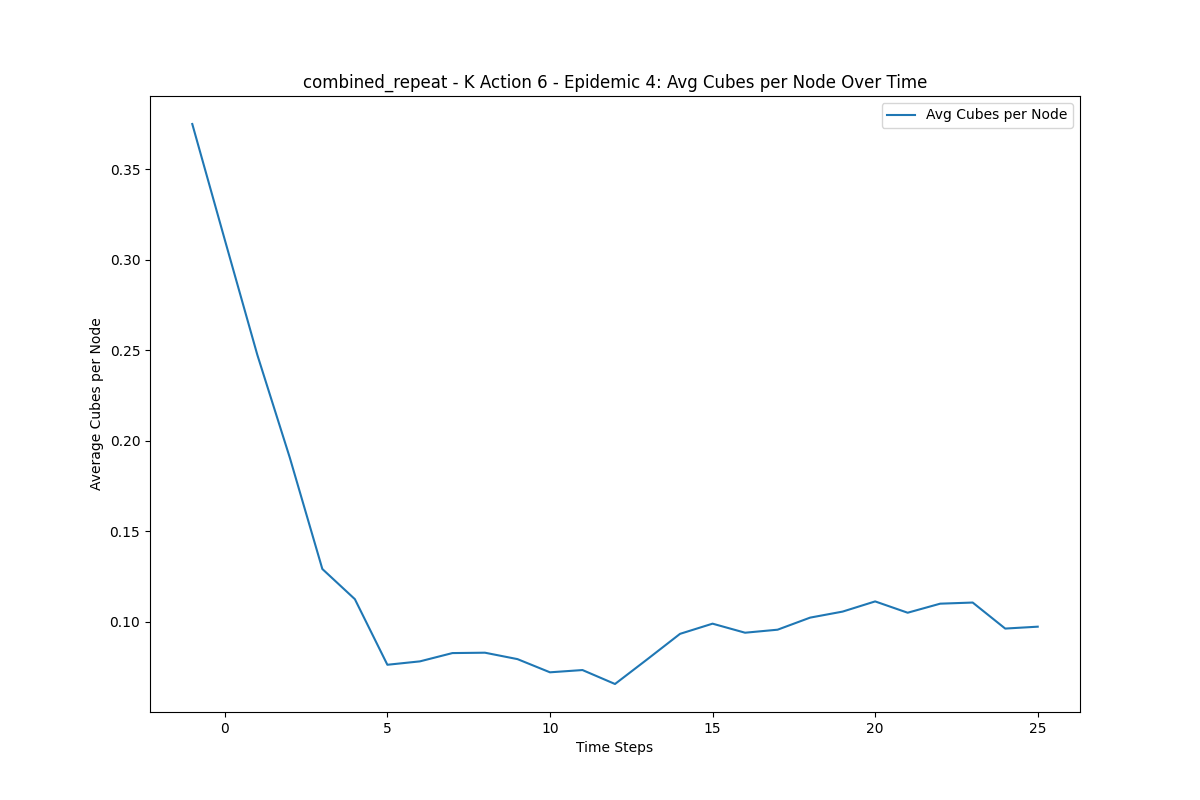 combined_repeat - K Action 6 - Epidemic 4: Avg Cubes per Node Over Time
Avg Cubes per Node
Average Cubes per Node
0.35
0.30
0.25
0.20
0.15
0.10
0 5 10 15 20 25
Time Steps